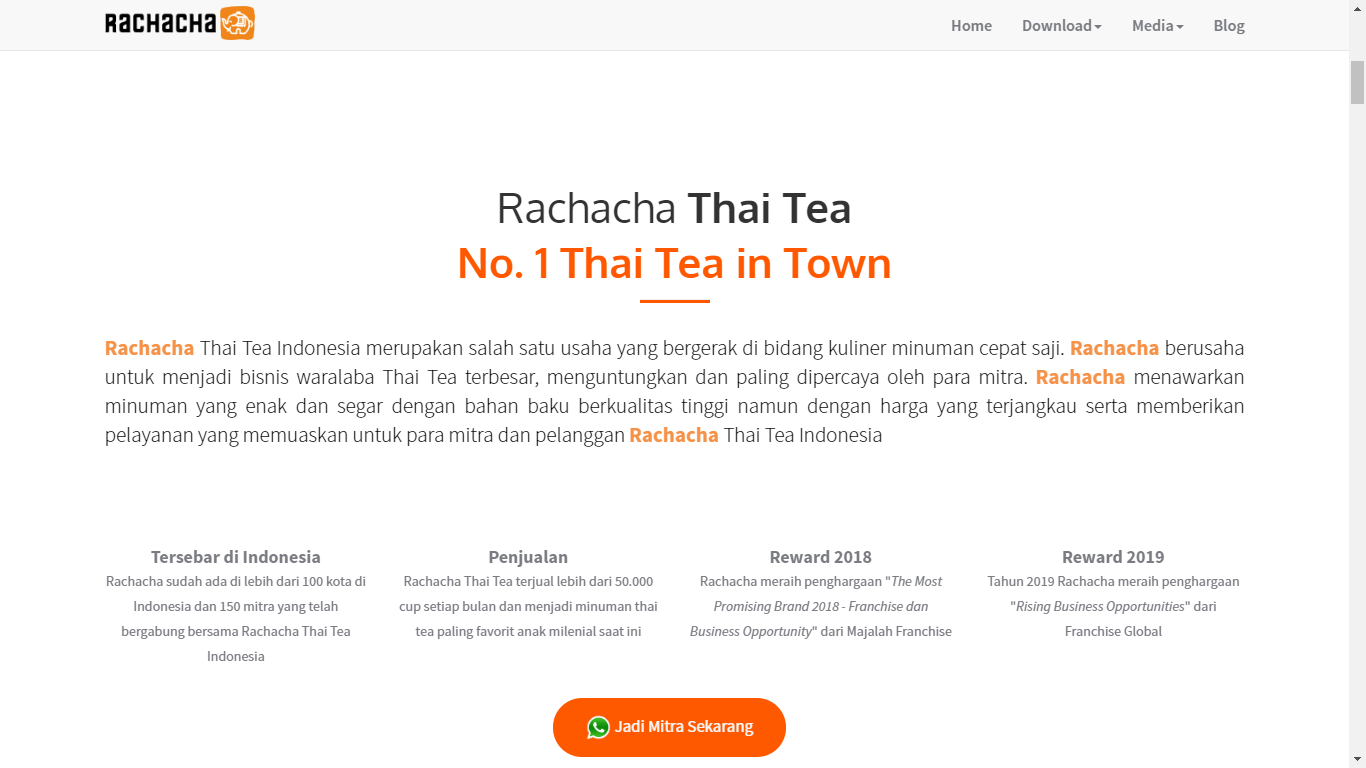 RACHACHA
Home
Download
Media
Blog
Rachacha Thai Tea
No. 1 Thai Tea in Town
Rachacha Thai Tea Indonesia merupakan salah satu usaha yang bergerak di bidang kuliner minuman cepat saji. Rachacha berusaha
untuk menjadi bisnis waralaba Thai Tea terbesar, menguntungkan dan paling dipercaya oleh para mitra. Rachacha menawarkan
minuman yang enak dan segar dengan bahan baku berkualitas tinggi namun dengan harga yang terjangkau serta memberikan
pelayanan yang memuaskan untuk para mitra dan pelanggan Rachacha Thai Tea Indonesia
Tersebar di Indonesia
Rachacha sudah ada di lebih dari 100 kota di
Indonesia dan 150 mitra yang telah
bergabung bersama Rachacha Thai Tea
Indonesia
Penjualan
Rachacha Thai Tea terjual lebih dari 50.000
cup setiap bulan dan menjadi minuman thai
tea paling favorit anak milenial saat ini
Reward 2018
Rachacha meraih penghargaan "The Most
Promising Brand 2018 - Franchise dan
Business Opportunity" dari Majalah Franchise
Reward 2019
Tahun 2019 Rachacha meraih penghargaan
"Rising Business Opportunities" dari
Franchise Global
Jadi Mitra Sekarang